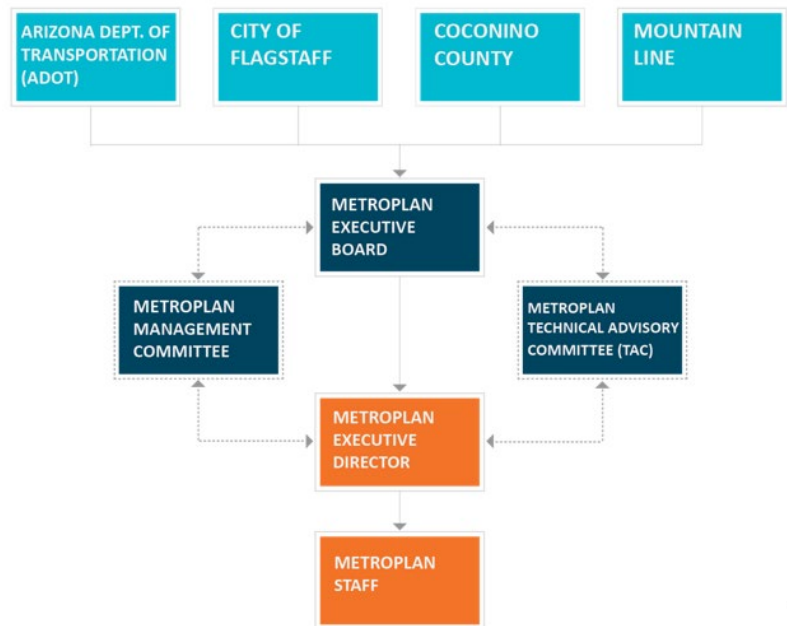 ARIZONA DEPT. OF
TRANSPORTATION
(ADOT)
CITY OF
FLAGSTAFF
COCONINO
COUNTY
MOUNTAIN
LINE
METROPLAN
EXECUTIVE
BOARD
METROPLAN
MANAGEMENT
COMMITTEE
METROPLAN
TECHNICAL ADVISORY
COMMITTEE (TAC)
METROPLAN
EXECUTIVE
DIRECTOR
METROPLAN
STAFF